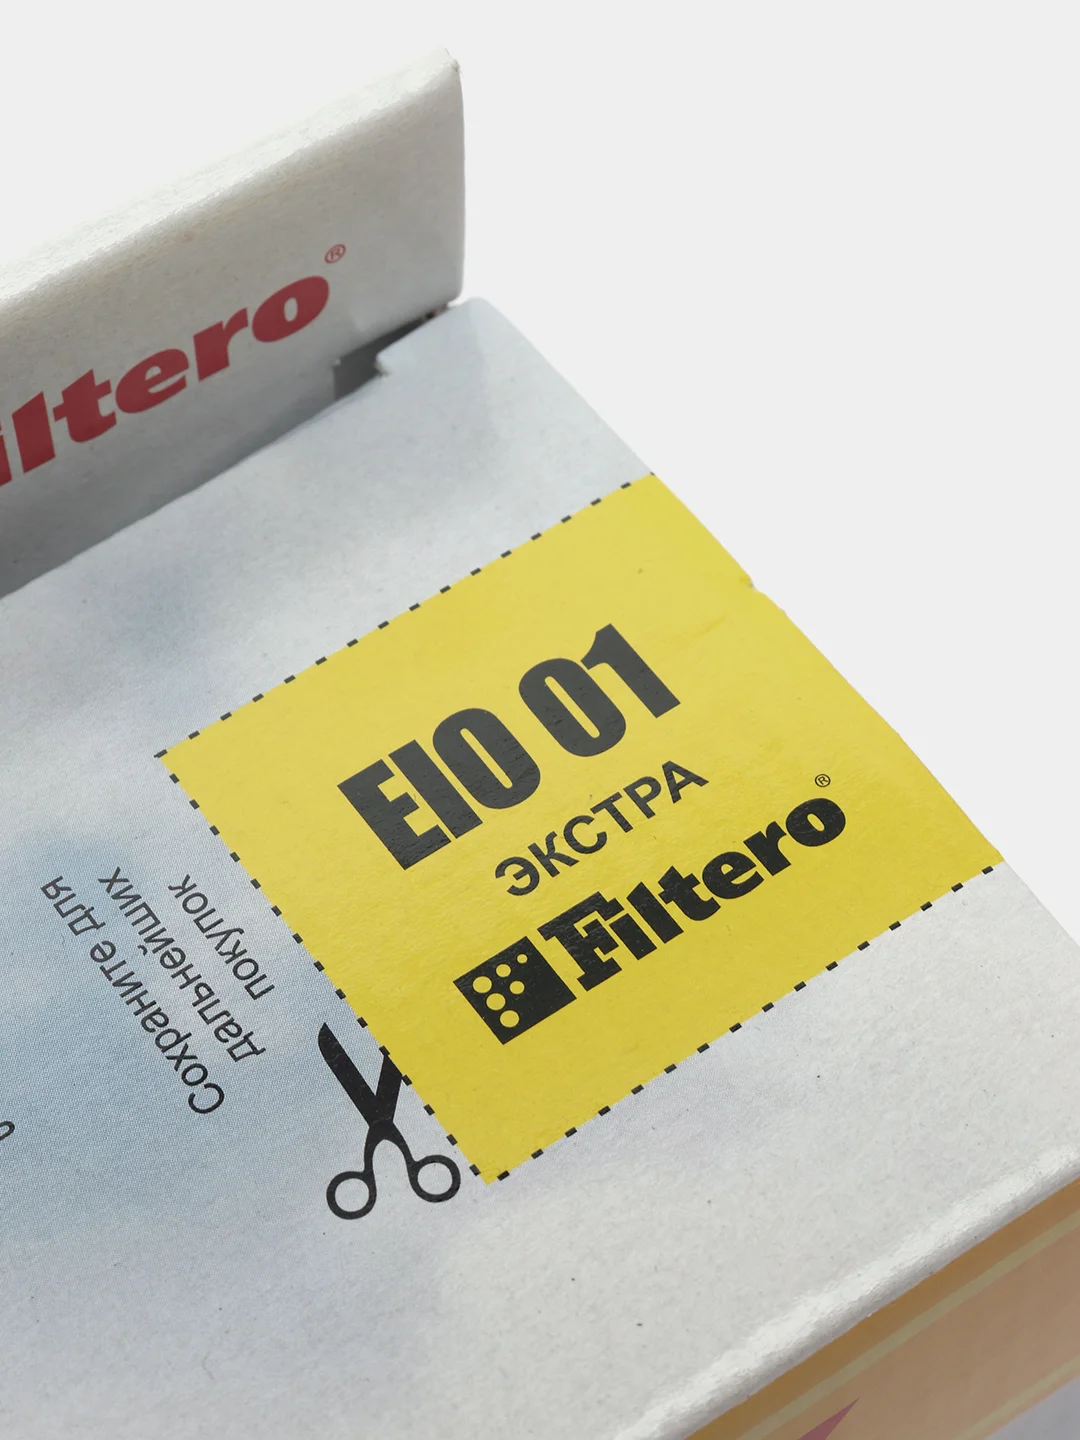 Filtero®
EIO 01
ЭКСТРА
Filtero®
Сохраните для
дальнейших
покупок